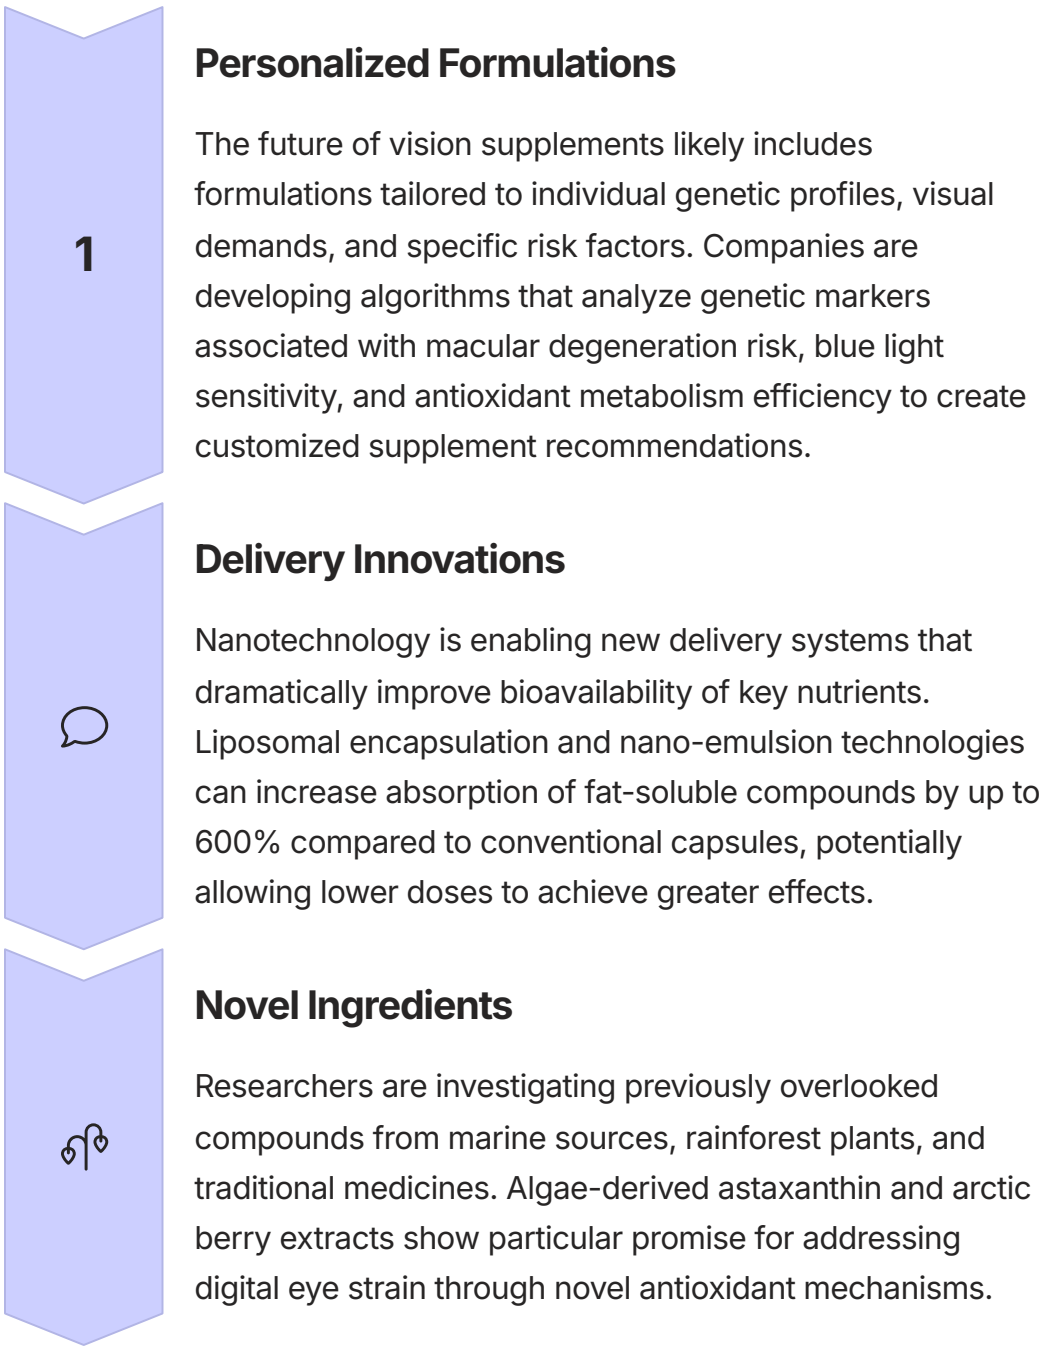 Personalized Formulations
The future of vision supplements likely includes
formulations tailored to individual genetic profiles, visual
demands, and specific risk factors. Companies are
developing algorithms that analyze genetic markers
associated with macular degeneration risk, blue light
sensitivity, and antioxidant metabolism efficiency to create
customized supplement recommendations.
1
Delivery Innovations
Nanotechnology is enabling new delivery systems that
dramatically improve bioavailability of key nutrients.
Liposomal encapsulation and nano-emulsion technologies
can increase absorption of fat-soluble compounds by up to
600% compared to conventional capsules, potentially
allowing lower doses to achieve greater effects.
Novel Ingredients
Researchers are investigating previously overlooked
compounds from marine sources, rainforest plants, and
traditional medicines. Algae-derived astaxanthin and arctic
berry extracts show particular promise for addressing
digital eye strain through novel antioxidant mechanisms.